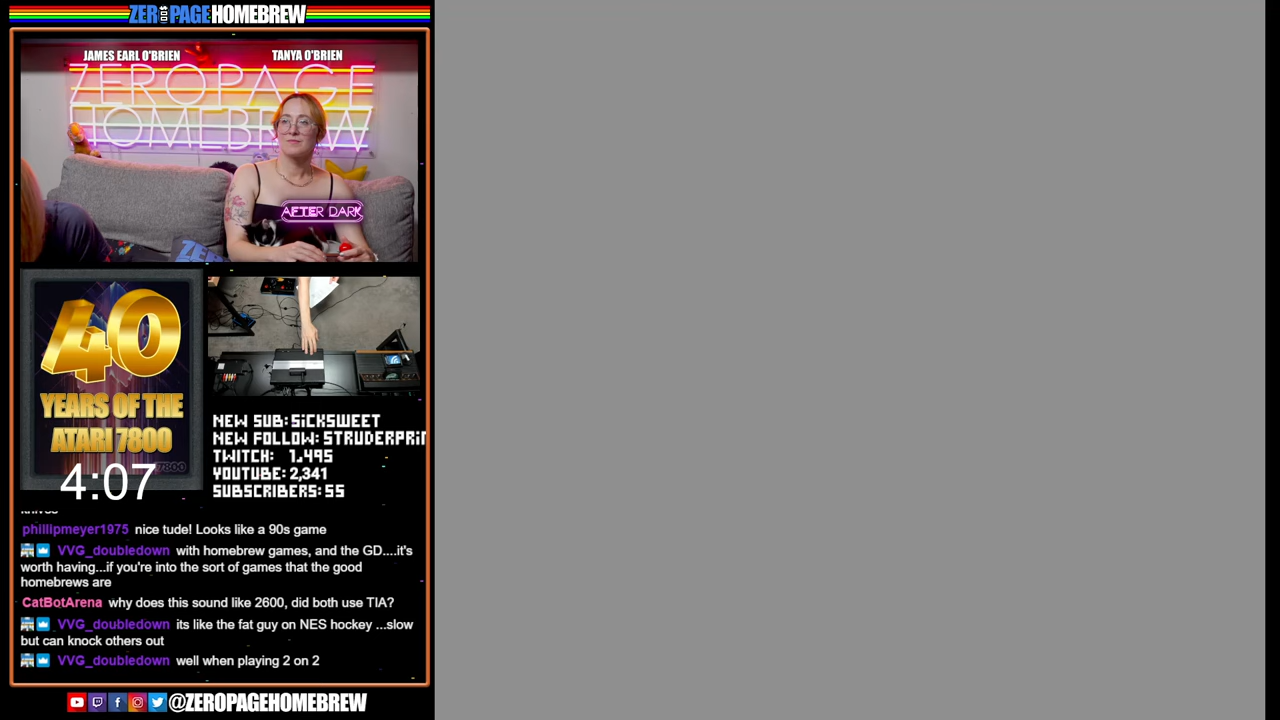 ZEROPAGE HOMEBREW
JAMES EARL O'BRIEN
TANYA O'BRIEN
ZEROPAGE
HOMEBREW
AFTER DARK
40
YEARS OF THE
ATARI 7800
7800
4:07
NEW SUB: SICKSWEET
NEW FOLLOW: STRUDERPRI
TWITCH: 1,495
YOUTUBE: 2,341
SUBSCRIBERS: 55
phillipmeyer1975 nice tude! Looks like a 90s game
VVG_doubledown with homebrew games, and the GD....it's
worth having...if you're into the sort of games that the good
homebrews are
CatBotArena why does this sound like 2600, did both use TIA?
VVG_doubledown its like the fat guy on NES hockey ...slow
but can knock others out
VVG_doubledown well when playing 2 on 2
@ZEROPAGEHOMEBREW